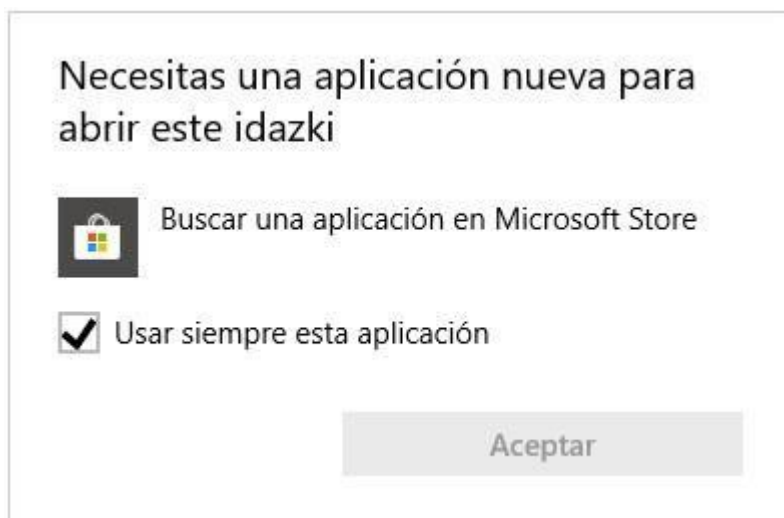 Necesitas una aplicación nueva para
abrir este idazki
Buscar una aplicación en Microsoft Store
Usar siempre esta aplicación
Aceptar